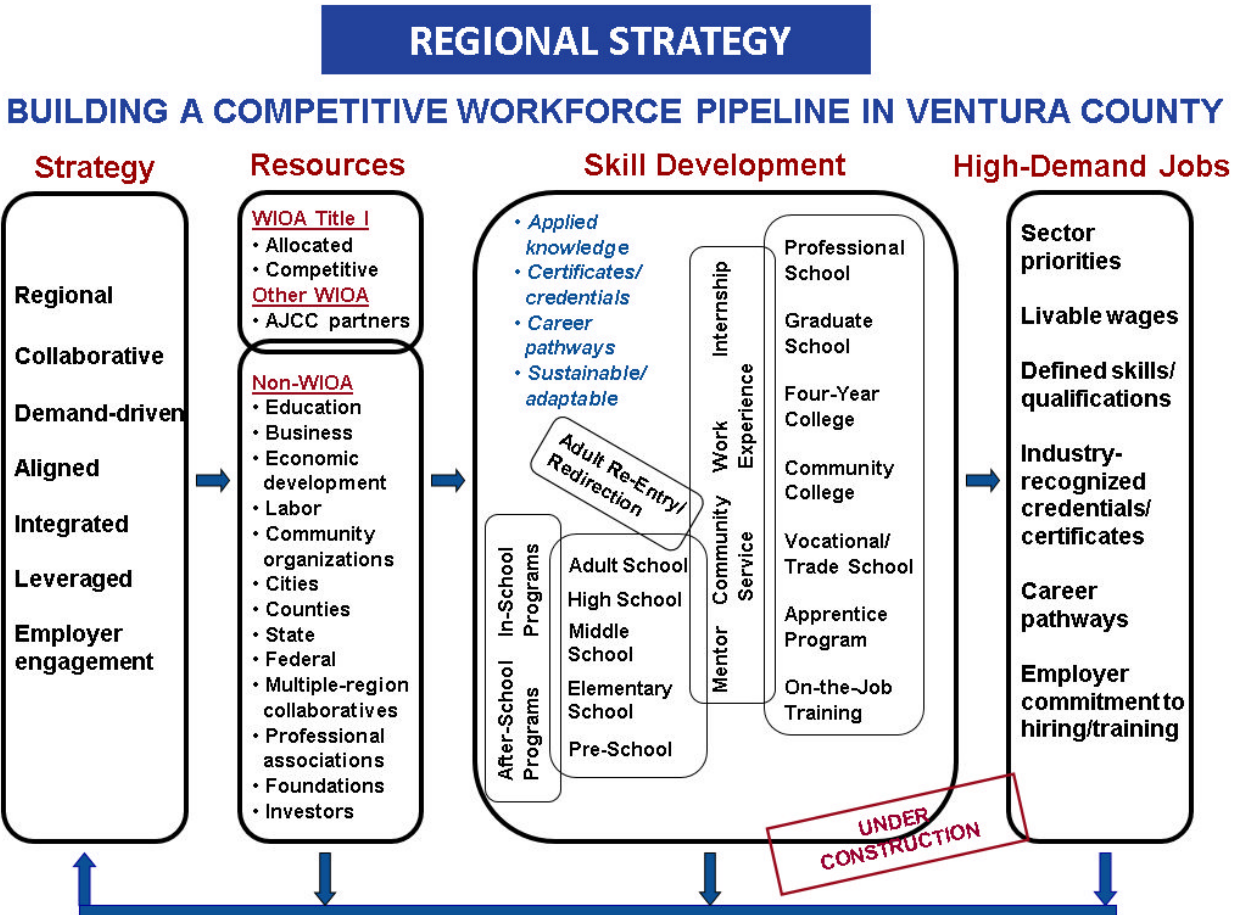 REGIONAL STRATEGY
BUILDING A COMPETITIVE WORKFORCE PIPELINE IN VENTURA COUNTY
Strategy
Regional
Collaborative
Demand-driven
Aligned
Integrated
Leveraged
Employer
engagement
Resources
WIOA Title I
• Allocated
• Competitive
Other WIOA
• AJCC partners
Non-WIOA
• Education
• Business
• Economic
development
• Labor
• Community
organizations
• Cities
• Counties
• State
• Federal
• Multiple-region
collaboratives
• Professional
associations
• Foundations
• Investors
Skill Development
• Applied
knowledge
• Certificates/
credentials
• Career
pathways
• Sustainable/
adaptable
Adult Re-Entry/
Redirection
After-School
Programs
In-School
Programs
Adult School
High School
Middle
School
Elementary
School
Pre-School
Mentor
Community
Service
Work
Experience
Internship
Professional
School
Graduate
School
Four-Year
College
Community
College
Vocational/
Trade School
Apprentice
Program
On-the-Job
Training
High-Demand Jobs
Sector
priorities
Livable wages
Defined skills/
qualifications
Industry-
recognized
credentials/
certificates
Career
pathways
Employer
commitment to
hiring/training
UNDER
CONSTRUCTION